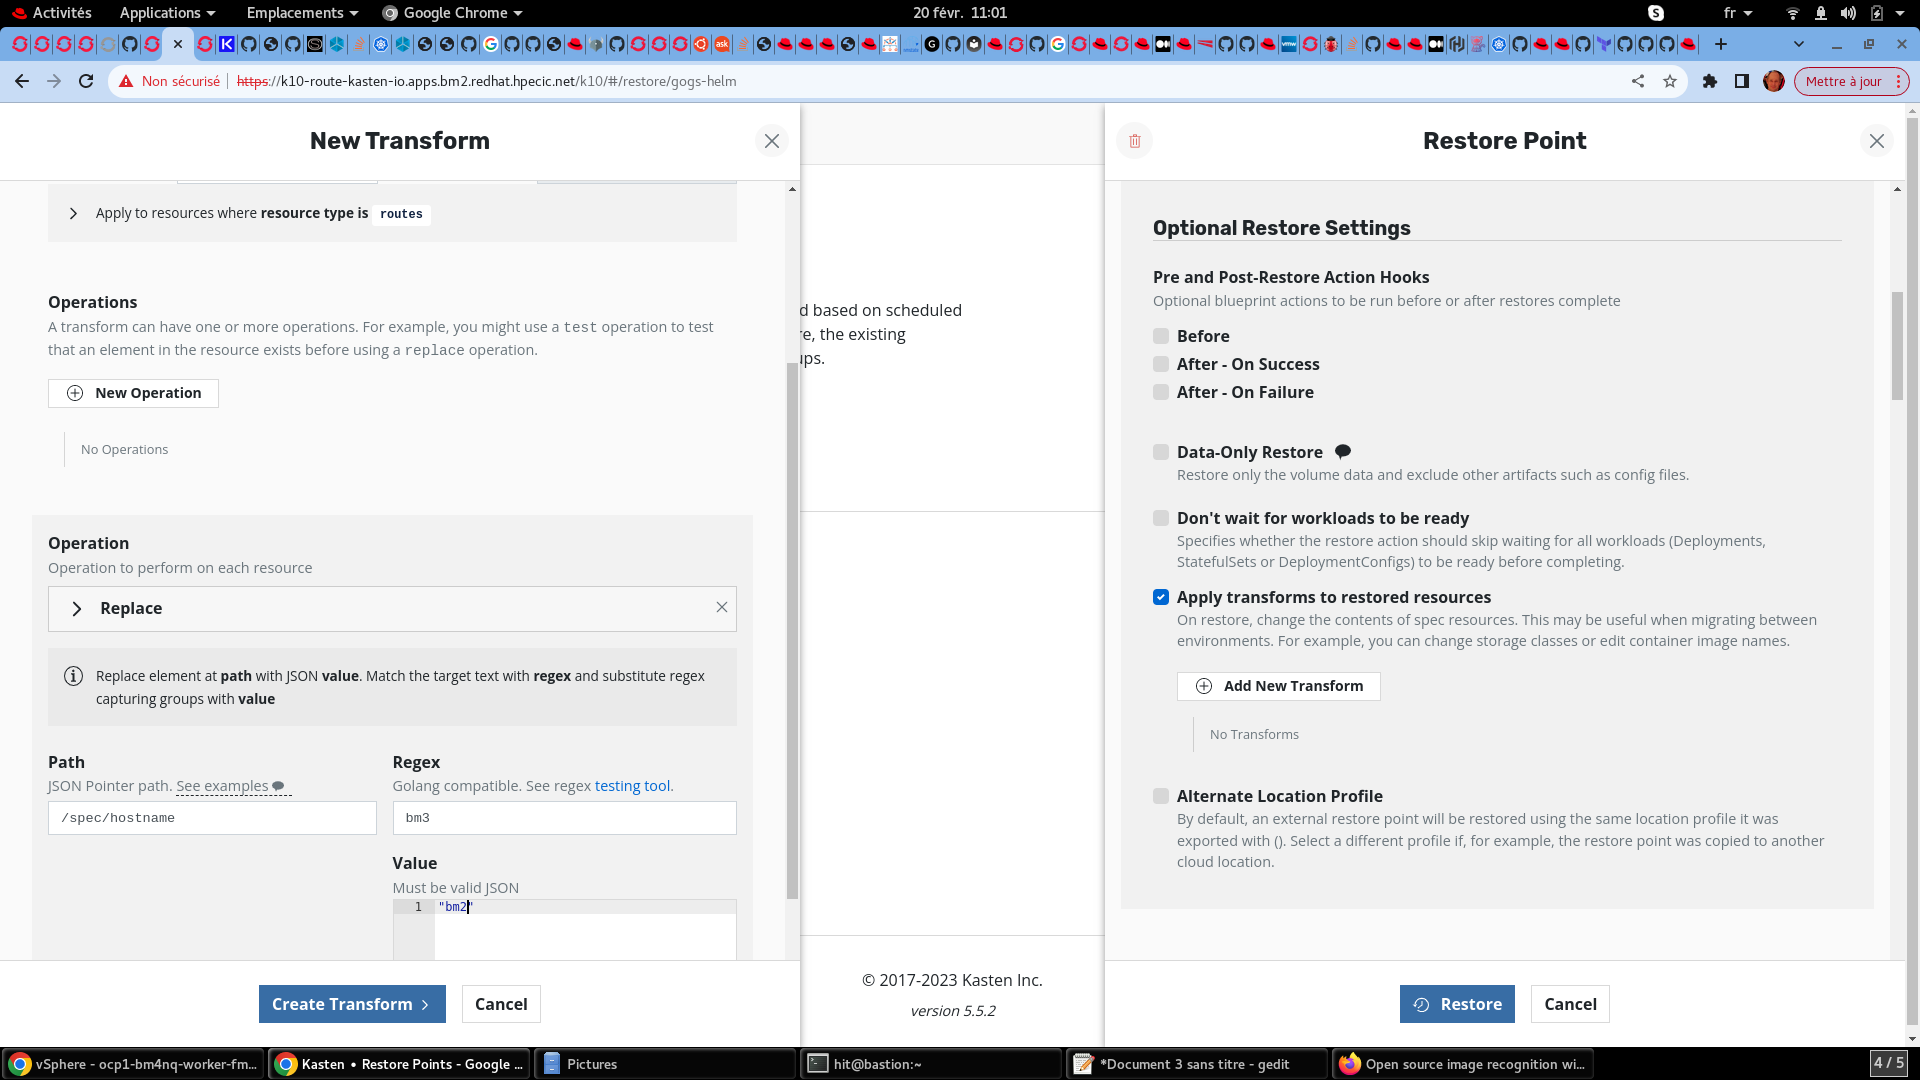 Activités
Applications
Emplacements
Google Chrome
20 févr. 11:01
fr
Non sécurisé
https://k10-route-kasten-io.apps.bm2.redhat.hpecic.net/k10/#/restore/gogs-helm
Mettre à jour
New Transform
Apply to resources where resource type is routes
Operations
A transform can have one or more operations. For example, you might use a test operation to test
that an element in the resource exists before using a replace operation.
New Operation
No Operations
Operation
Operation to perform on each resource
Replace
Replace element at path with JSON value. Match the target text with regex and substitute regex
capturing groups with value
Path
JSON Pointer path. See examples
/spec/hostname
Regex
Golang compatible. See regex testing tool.
bm3
Value
Must be valid JSON
1 "bm2"
Create Transform
Cancel
d based on scheduled
re, the existing
ups.
© 2017-2023 Kasten Inc.
version 5.5.2
Restore Point
Optional Restore Settings
Pre and Post-Restore Action Hooks
Optional blueprint actions to be run before or after restores complete
Before
After - On Success
After - On Failure
Data-Only Restore
Restore only the volume data and exclude other artifacts such as config files.
Don't wait for workloads to be ready
Specifies whether the restore action should skip waiting for all workloads (Deployments,
StatefulSets or DeploymentConfigs) to be ready before completing.
Apply transforms to restored resources
On restore, change the contents of spec resources. This may be useful when migrating between
environments. For example, you can change storage classes or edit container image names.
Add New Transform
No Transforms
Alternate Location Profile
By default, an external restore point will be restored using the same location profile it was
exported with (). Select a different profile if, for example, the restore point was copied to another
cloud location.
Restore
Cancel
vSphere - ocp1-bm4nq-worker-fm…
Kasten • Restore Points - Google …
Pictures
hit@bastion:~
*Document 3 sans titre - gedit
Open source image recognition wi…
4 / 5